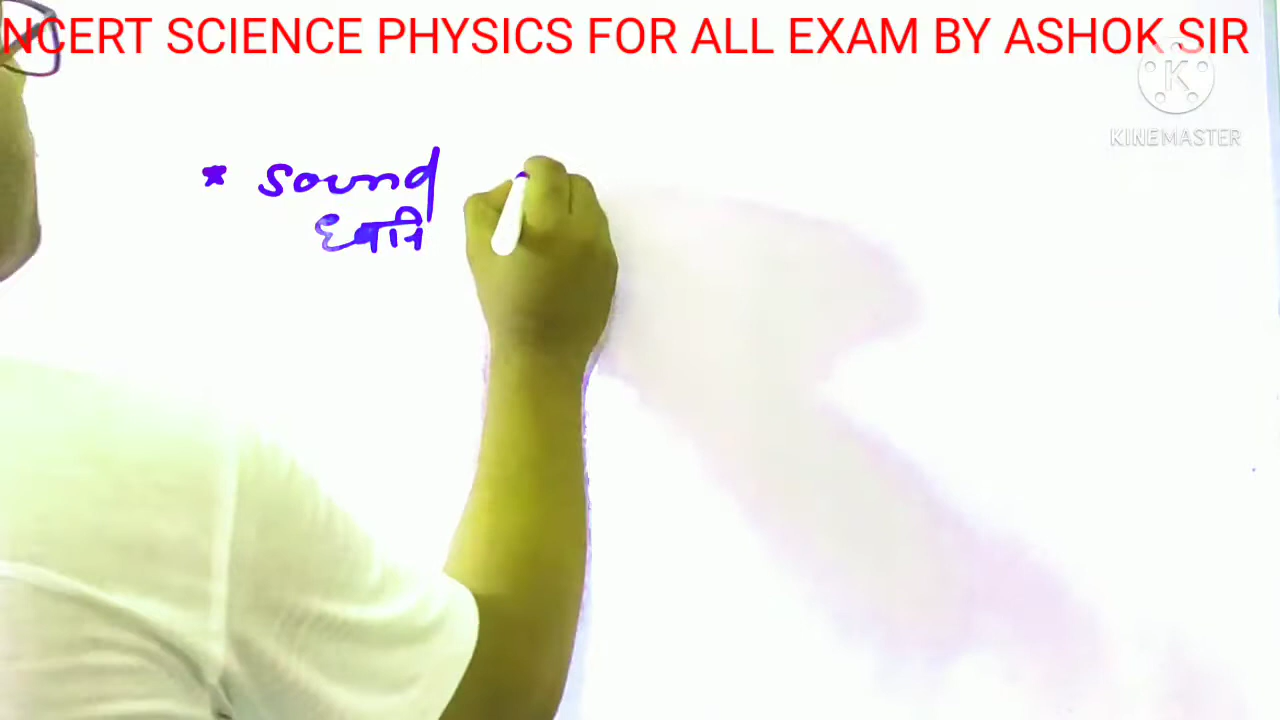 NCERT SCIENCE PHYSICS FOR ALL EXAM BY ASHOK SIR
K
KINEMASTER
* Sound
ध्वनि